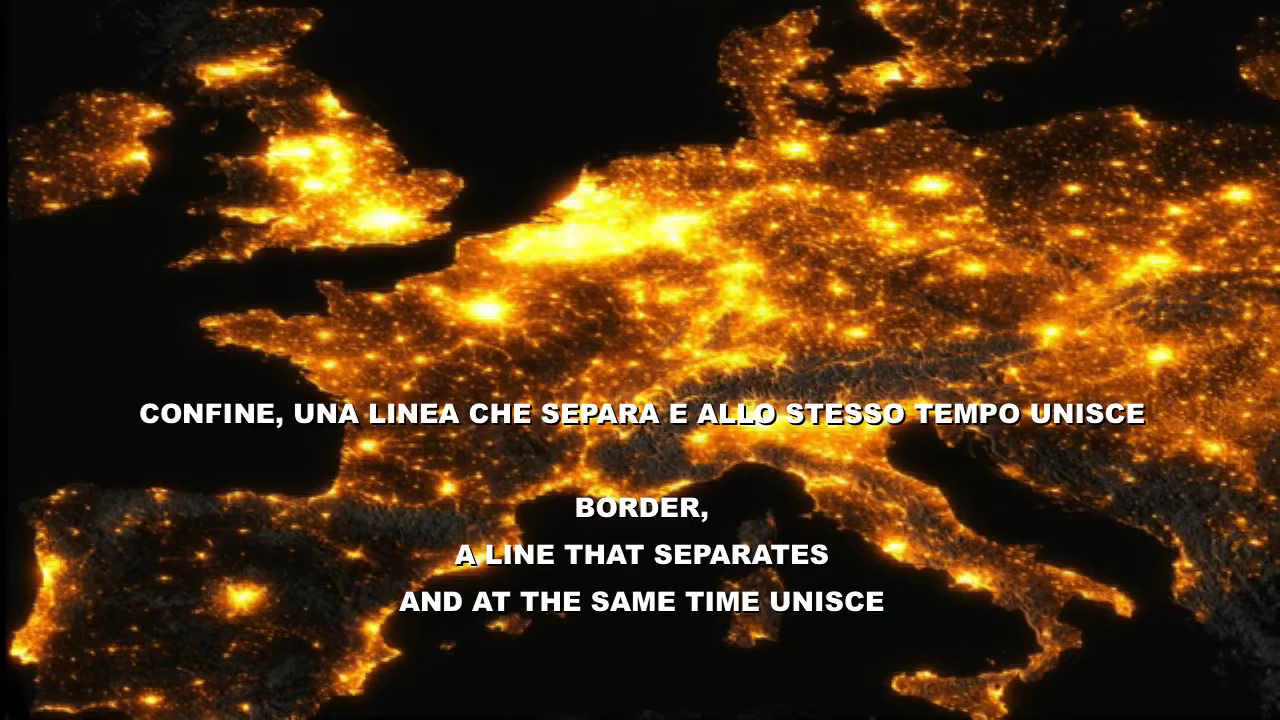 CONFINE, UNA LINEA CHE SEPARA E ALLO STESSO TEMPO UNISCE
BORDER,
A LINE THAT SEPARATES
AND AT THE SAME TIME UNISCE